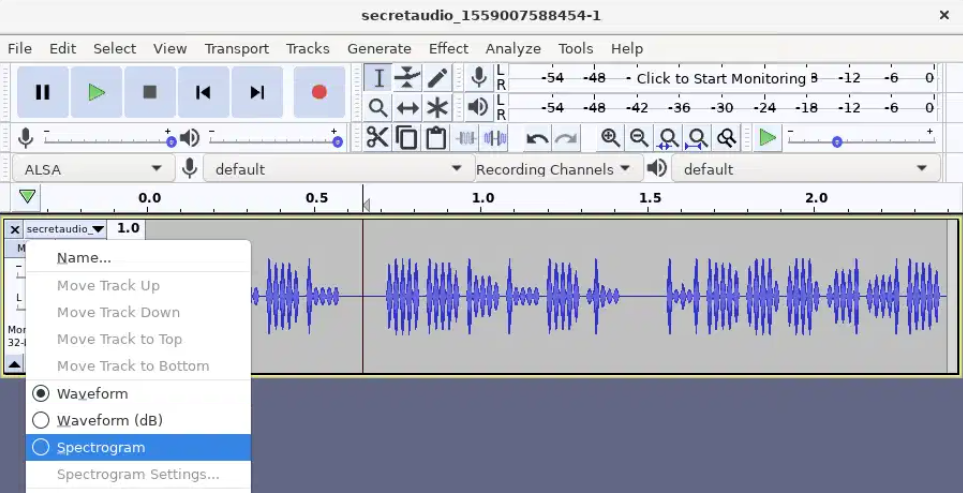 secretaudio_1559007588454-1 ×
File Edit Select View Transport Tracks Generate Effect Analyze Tools Help
L
R
-54 -48 - Click to Start Monitoring -12 -6 0
L
R
-54 -48 -42 -36 -30 -24 -18 -12 -6 0
- + - + - +
ALSA default Recording Channels default
0.0 0.5 1.0 1.5 2.0
secretaudio_ 1.0
Name...
Move Track Up
Move Track Down
Move Track to Top
Move Track to Bottom
Waveform
Waveform (dB)
Spectrogram
Spectrogram Settings...